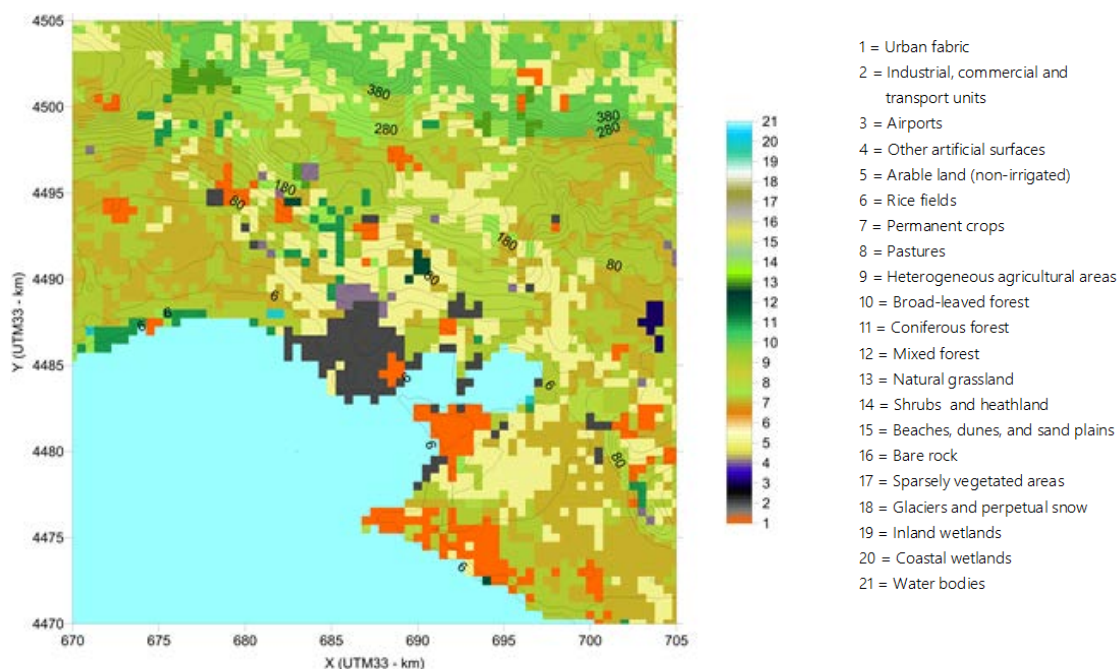 4505
4500
4495
4490
4485
4480
4475
4470
Y (UTM33 - km)
670
675
680
685
690
695
700
705
X (UTM33 - km)
380
280
380
280
180
80
180
80
80
6
6
6
6
6
6
80
6
21
20
19
18
17
16
15
14
13
12
11
10
9
8
7
6
5
4
3
2
1
1 = Urban fabric
2 = Industrial, commercial and
transport units
3 = Airports
4 = Other artificial surfaces
5 = Arable land (non-irrigated)
6 = Rice fields
7 = Permanent crops
8 = Pastures
9 = Heterogeneous agricultural areas
10 = Broad-leaved forest
11 = Coniferous forest
12 = Mixed forest
13 = Natural grassland
14 = Shrubs and heathland
15 = Beaches, dunes, and sand plains
16 = Bare rock
17 = Sparsely vegetated areas
18 = Glaciers and perpetual snow
19 = Inland wetlands
20 = Coastal wetlands
21 = Water bodies